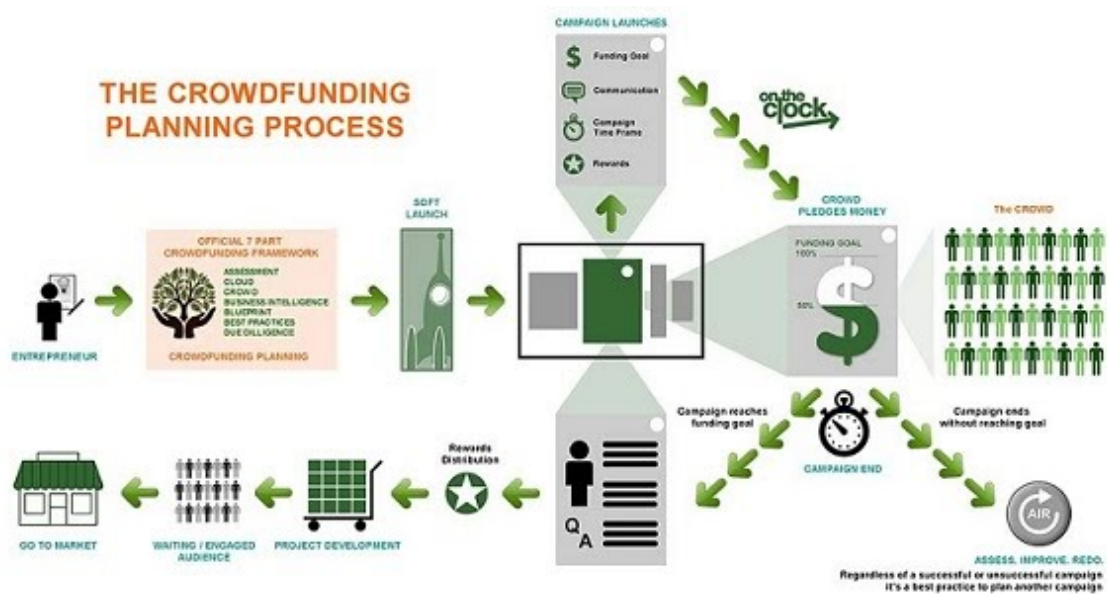 THE CROWDFUNDING
PLANNING PROCESS
CAMPAIGN LAUNCHES
$ Funding Goal
Communication
Campaign
Time Frame
Rewards
on the
clock
ENTREPRENEUR
OFFICIAL 7 PART
CROWDFUNDING FRAMEWORK
ASSESSMENT
CLOUD
CROWD
BUSINESS INTELLIGENCE
BLUEPRINT
BEST PRACTICES
DUE DILLIGENCE
CROWDFUNDING PLANNING
SOFT
LAUNCH
CROWD
PLEDGES MONEY
FUNDING GOAL
100%
50%
$
The CROWD
Campaign reaches
funding goal
CAMPAIGN END
Campaign ends
without reaching goal
AIR
ASSESS. IMPROVE. REDO.
Regardless of a successful or unsuccessful campaign
it's a best practice to plan another campaign
Q
A
Rewards
Distribution
PROJECT DEVELOPMENT
WAITING / ENGAGED
AUDIENCE
GO TO MARKET